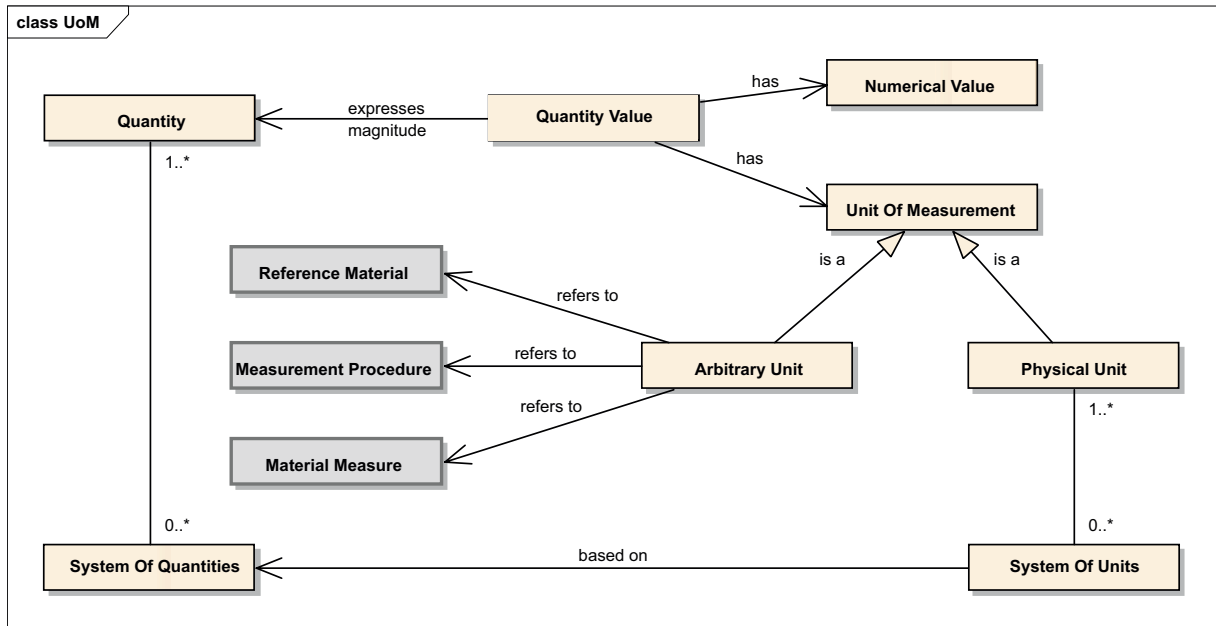 class UoM
Numerical Value
has
expresses
magnitude
Quantity
Quantity Value
has
1..*
Unit Of Measurement
is a
is a
Reference Material
refers to
Measurement Procedure
refers to
Arbitrary Unit
Physical Unit
refers to
1..*
Material Measure
0..*
0..*
System Of Quantities
based on
System Of Units